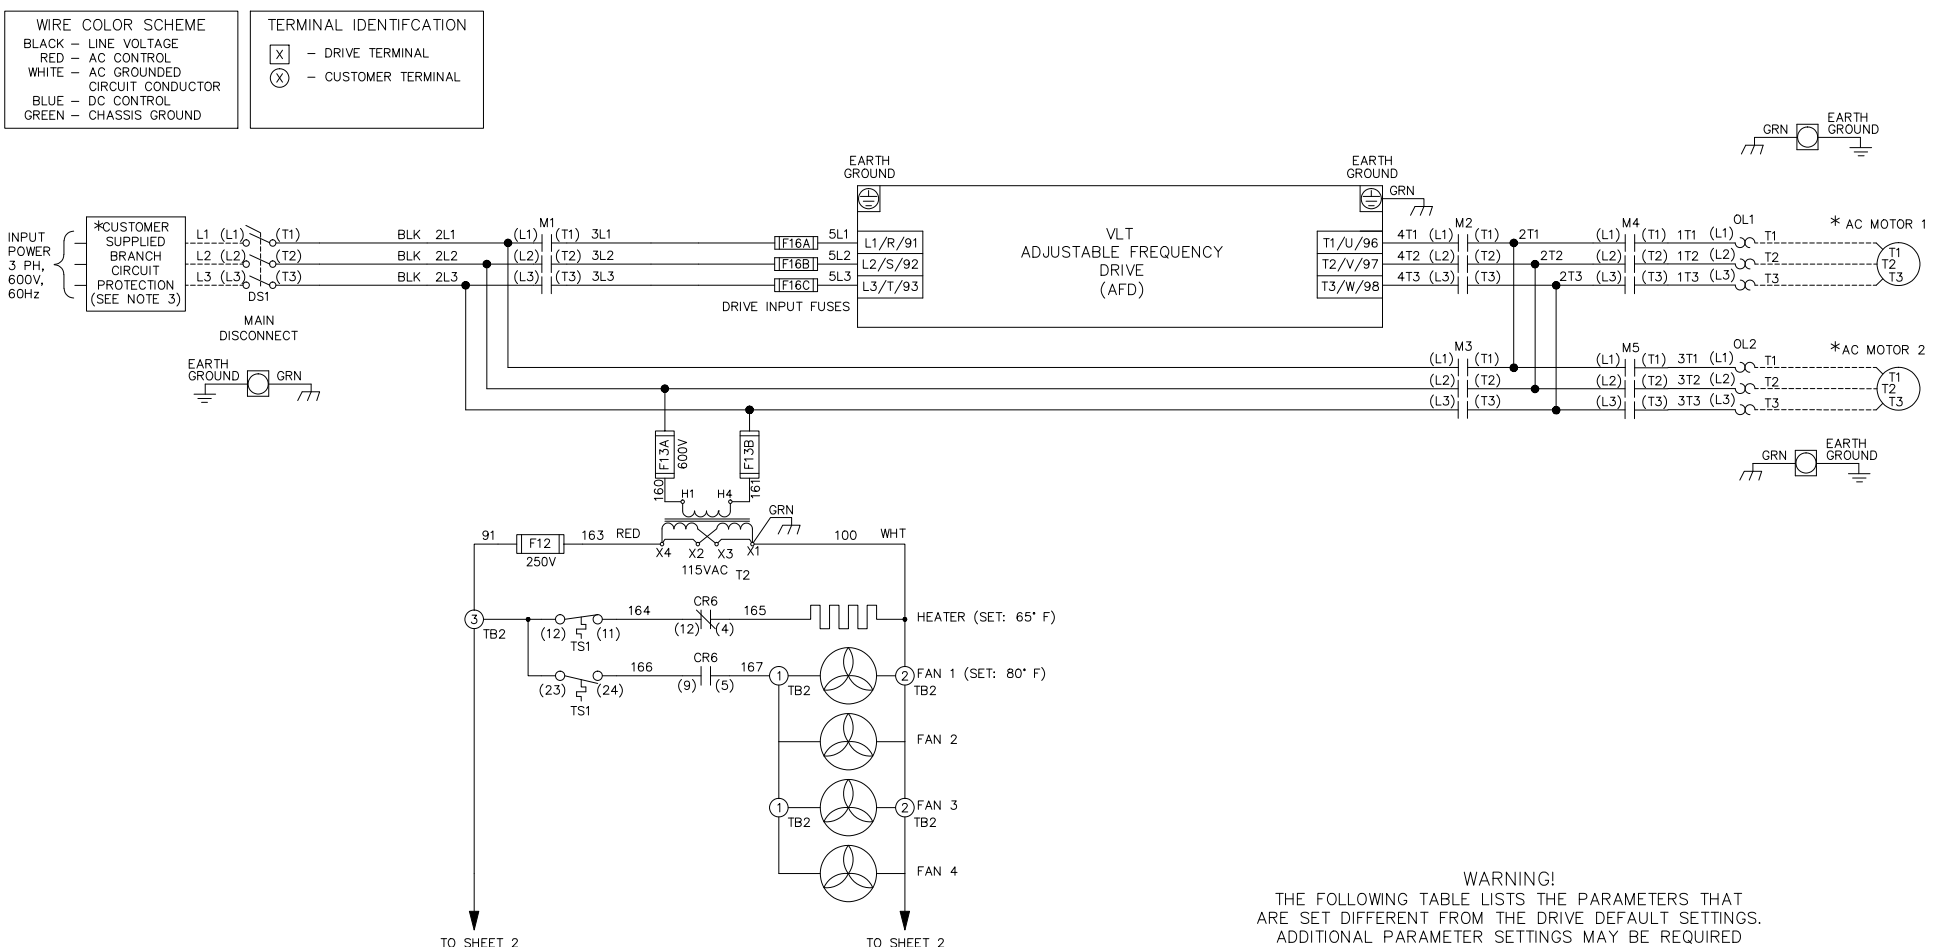 WIRE COLOR SCHEME
BLACK – LINE VOLTAGE
RED – AC CONTROL
WHITE – AC GROUNDED
CIRCUIT CONDUCTOR
BLUE – DC CONTROL
GREEN – CHASSIS GROUND
TERMINAL IDENTIFCATION
X – DRIVE TERMINAL
X – CUSTOMER TERMINAL
GRN
EARTH
GROUND
INPUT
POWER
3 PH,
600V,
60Hz
*CUSTOMER
SUPPLIED
BRANCH
CIRCUIT
PROTECTION
(SEE NOTE 3)
L1 (L1) (T1) BLK 2L1 (L1) M1 (T1) 3L1 F16A 5L1 L1/R/91
L2 (L2) (T2) BLK 2L2 (L2) (T2) 3L2 F16B 5L2 L2/S/92
L3 (L3) (T3) BLK 2L3 (L3) (T3) 3L3 F16C 5L3 L3/T/93
DS1
MAIN
DISCONNECT
DRIVE INPUT FUSES
EARTH
GROUND
EARTH
GROUND
GRN
VLT
ADJUSTABLE FREQUENCY
DRIVE
(AFD)
T1/U/96 4T1 (L1) M2 (T1) 2T1 (L1) M4 (T1) 1T1 (L1) OL1 T1
T2/V/97 4T2 (L2) (T2) 2T2 (L2) (T2) 1T2 (L2) T2
T3/W/98 4T3 (L3) (T3) 2T3 (L3) (T3) 1T3 (L3) T3
* AC MOTOR 1
T1
T2
T3
EARTH
GROUND
GRN
(L1) M3 (T1) (L1) M5 (T1) 3T1 (L1) OL2 T1
(L2) (T2) (L2) (T2) 3T2 (L2) T2
(L3) (T3) (L3) (T3) 3T3 (L3) T3
*AC MOTOR 2
T1
T2
T3
GRN
EARTH
GROUND
F13A
600V
F13B
160
161
H1 H4
GRN
91 F12 163 RED
250V
X4 X2 X3 X1
100 WHT
115VAC T2
3 TB2
(12) TS1 (11) 164 CR6 (12) (4) 165
HEATER (SET: 65° F)
(23) TS1 (24) 166 CR6 (9) (5) 167
1 TB2
2 TB2
FAN 1 (SET: 80° F)
FAN 2
1 TB2
2 TB2
FAN 3
FAN 4
TO SHEET 2
TO SHEET 2
WARNING!
THE FOLLOWING TABLE LISTS THE PARAMETERS THAT
ARE SET DIFFERENT FROM THE DRIVE DEFAULT SETTINGS.
ADDITIONAL PARAMETER SETTINGS MAY BE REQUIRED